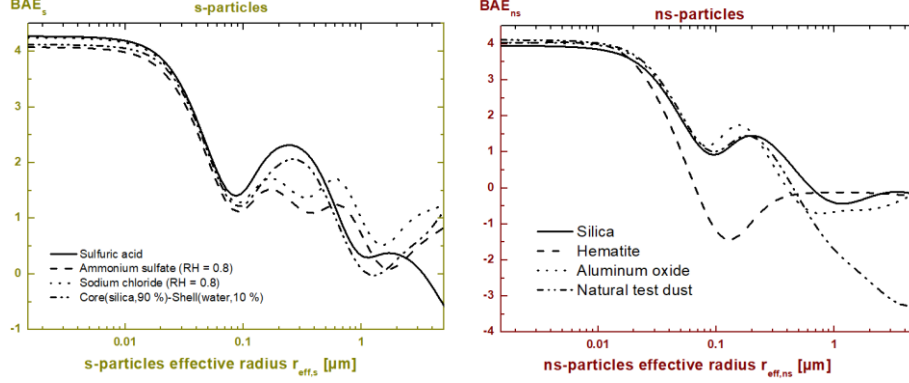 BAEs s-particles
4
3
2
1
0
-1
Sulfuric acid
Ammonium sulfate (RH = 0.8)
Sodium chloride (RH = 0.8)
Core(silica,90 %)-Shell(water,10 %)
0.01 0.1 1
s-particles effective radius reff,s [µm]
BAEns ns-particles
4
3
2
1
0
-1
-2
-3
-4
Silica
Hematite
Aluminum oxide
Natural test dust
0.01 0.1 1
ns-particles effective radius reff,ns [µm]